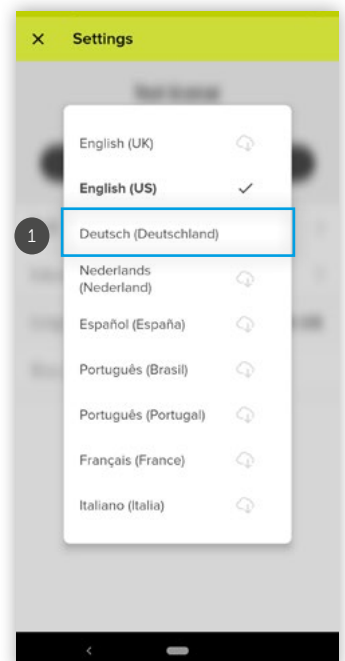 Settings
English (UK)
English (US)
1
Deutsch (Deutschland)
Nederlands
(Nederland)
Español (España)
Português (Brasil)
Português (Portugal)
Français (France)
Italiano (Italia)